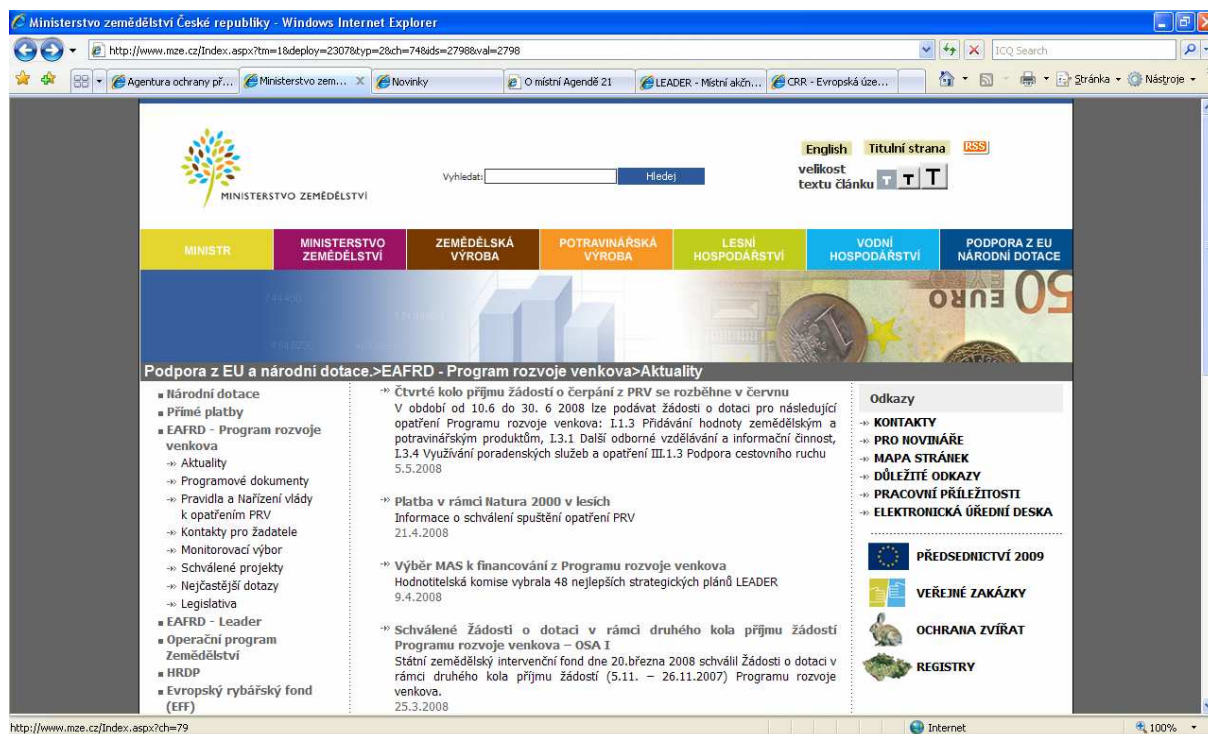 Ministerstvo zemědělství České republiky - Windows Internet Explorer
http://www.mze.cz/Index.aspx?tm=1&deploy=2307&typ=2&ch=74&ids=2798&val=2798
ICQ Search
Agentura ochrany př...
Ministerstvo zem...
Novinky
O místní Agendě 21
LEADER - Místní akčn...
CRR - Evropská úze...
Stránka
Nástroje
MINISTERSTVO ZEMĚDĚLSTVÍ
Vyhledat:
Hledej
English
Titulní strana
RSS
velikost
textu článku T T T
MINISTR
MINISTERSTVO
ZEMĚDĚLSTVÍ
ZEMĚDĚLSKÁ
VÝROBA
POTRAVINÁŘSKÁ
VÝROBA
LESNÍ
HOSPODÁŘSTVÍ
VODNÍ
HOSPODÁŘSTVÍ
PODPORA Z EU
NÁRODNÍ DOTACE
50 EURO
Podpora z EU a národní dotace.>EAFRD - Program rozvoje venkova>Aktuality
Národní dotace
Přímé platby
EAFRD - Program rozvoje
venkova
Aktuality
Programové dokumenty
Pravidla a Nařízení vlády
k opatřením PRV
Kontakty pro žadatele
Monitorovací výbor
Schválené projekty
Nejčastější dotazy
Legislativa
EAFRD - Leader
Operační program
Zemědělství
HRDP
Evropský rybářský fond
(EFF)
Čtvrté kolo příjmu žádostí o čerpání z PRV se rozběhne v červnu
V období od 10.6 do 30. 6 2008 lze podávat žádosti o dotaci pro následující
opatření Programu rozvoje venkova: I.1.3 Přidávání hodnoty zemědělským a
potravinářským produktům, I.3.1 Další odborné vzdělávání a informační činnost,
I.3.4 Využívání poradenských služeb a opatření III.1.3 Podpora cestovního ruchu
5.5.2008
Platba v rámci Natura 2000 v lesích
Informace o schválení spuštění opatření PRV
21.4.2008
Výběr MAS k financování z Programu rozvoje venkova
Hodnotitelská komise vybrala 48 nejlepších strategických plánů LEADER
9.4.2008
Schválené Žádosti o dotaci v rámci druhého kola příjmu žádostí
Programu rozvoje venkova – OSA I
Státní zemědělský intervenční fond dne 20.března 2008 schválil Žádosti o dotaci v
rámci druhého kola příjmu žádostí (5.11. – 26.11.2007) Programu rozvoje
venkova.
25.3.2008
Odkazy
KONTAKTY
PRO NOVINÁŘE
MAPA STRÁNEK
DŮLEŽITÉ ODKAZY
PRACOVNÍ PŘÍLEŽITOSTI
ELEKTRONICKÁ ÚŘEDNÍ DESKA
PŘEDSEDNICTVÍ 2009
VEŘEJNÉ ZAKÁZKY
OCHRANA ZVÍŘAT
REGISTRY
http://www.mze.cz/Index.aspx?ch=79
Internet
100%